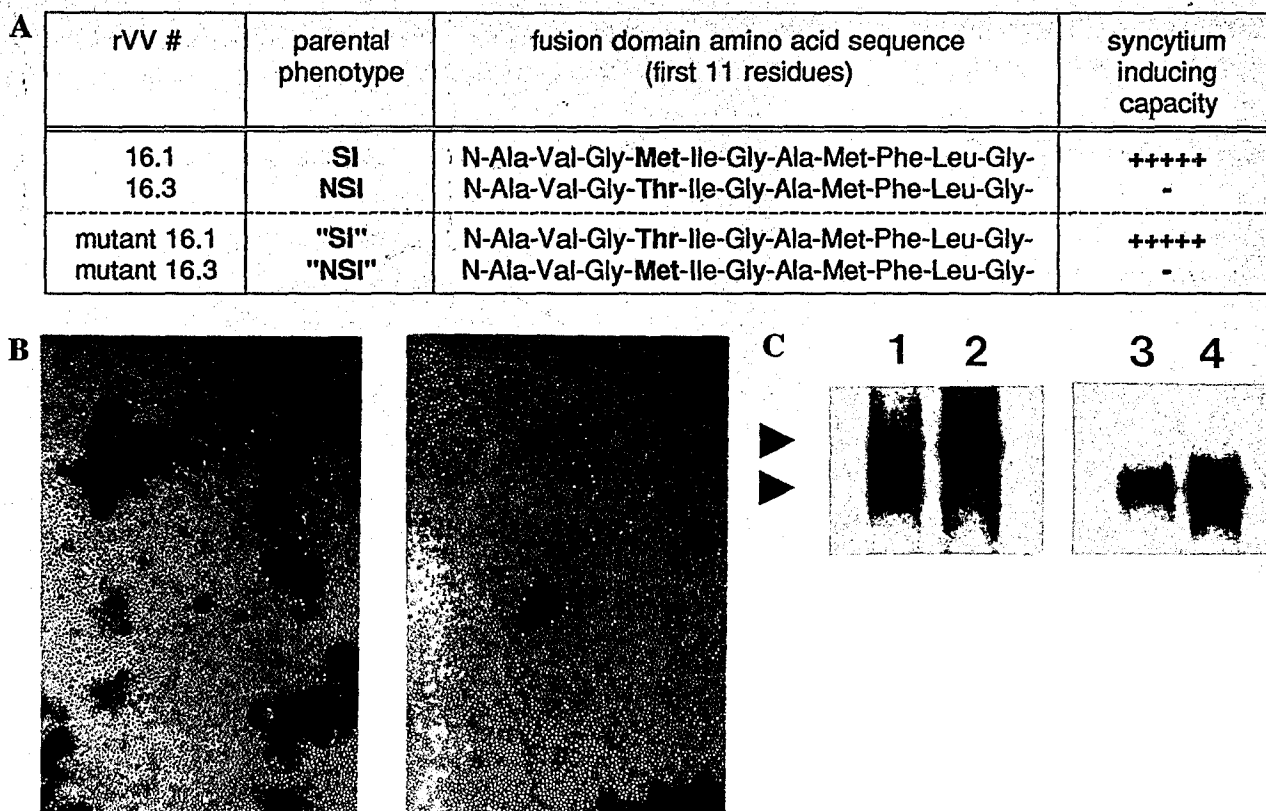 A
rVV #
parental
phenotype
fusion domain amino acid sequence
(first 11 residues)
syncytium
inducing
capacity
16.1 SI N-Ala-Val-Gly-Met-Ile-Gly-Ala-Met-Phe-Leu-Gly- +++++
16.3 NSI N-Ala-Val-Gly-Thr-Ile-Gly-Ala-Met-Phe-Leu-Gly- -
mutant 16.1 "SI" N-Ala-Val-Gly-Thr-Ile-Gly-Ala-Met-Phe-Leu-Gly- +++++
mutant 16.3 "NSI" N-Ala-Val-Gly-Met-Ile-Gly-Ala-Met-Phe-Leu-Gly- -
B
C
1 2 3 4